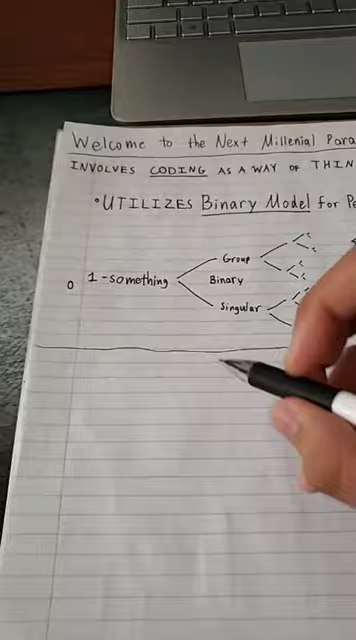 Welcome to the Next Millenial Para
INVOLVES CODING AS A WAY OF THIN
•UTILIZES Binary Model for Pe
Group
0 1-something Binary
Singular